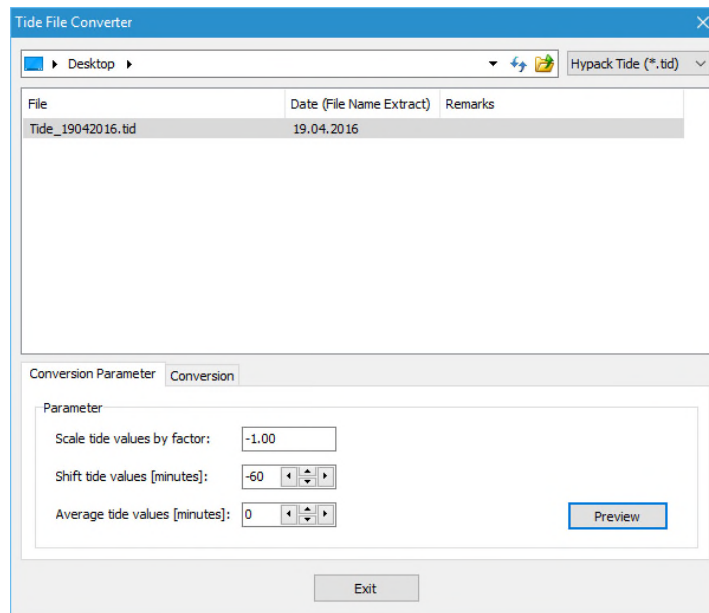 Tide File Converter
Desktop
Hypack Tide (*.tid)
File Date (File Name Extract) Remarks
Tide_19042016.tid 19.04.2016
Conversion Parameter Conversion
Parameter
Scale tide values by factor: -1.00
Shift tide values [minutes]: -60
Average tide values [minutes]: 0
Preview
Exit